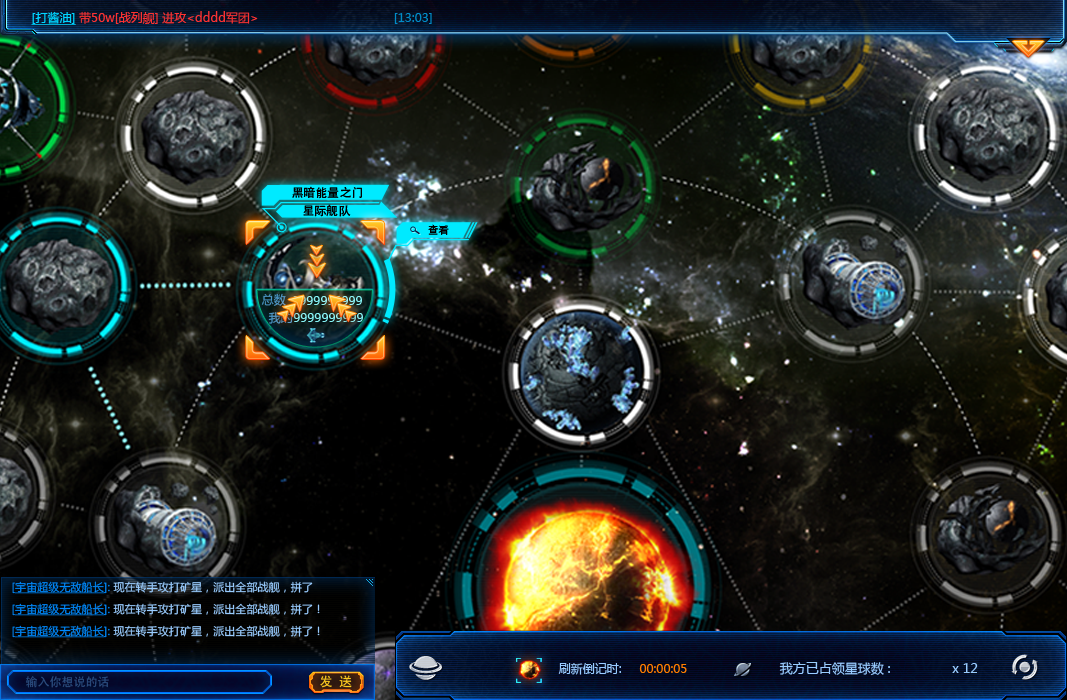 [打酱油] 带50w[战列舰] 进攻<dddd军团> [13:03]
黑暗能量之门
星际舰队
查看
总数
9999999999
[宇宙超级无敌船长]: 现在转手攻打矿星，派出全部战舰，拼了
[宇宙超级无敌船长]: 现在转手攻打矿星，派出全部战舰，拼了！
[宇宙超级无敌船长]: 现在转手攻打矿星，派出全部战舰，拼了！
输入你想说的话
发 送
刷新倒记时: 00:00:05
我方已占领星球数： x 12